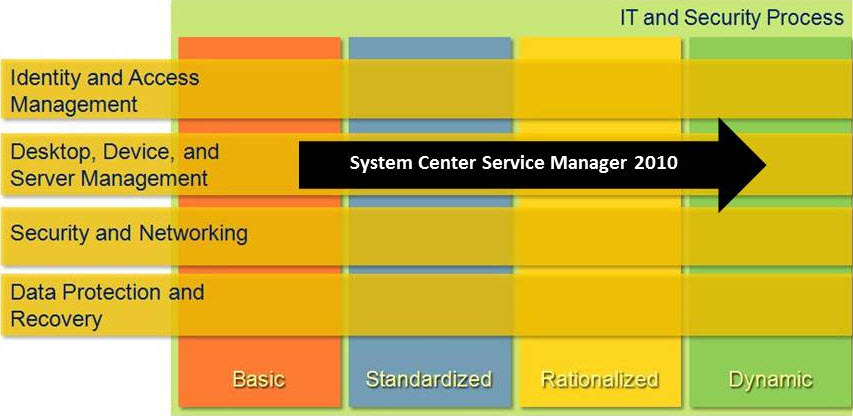 IT and Security Process
Identity and Access
Management
Desktop, Device, and
Server Management
System Center Service Manager 2010
Security and Networking
Data Protection and
Recovery
Basic
Standardized
Rationalized
Dynamic